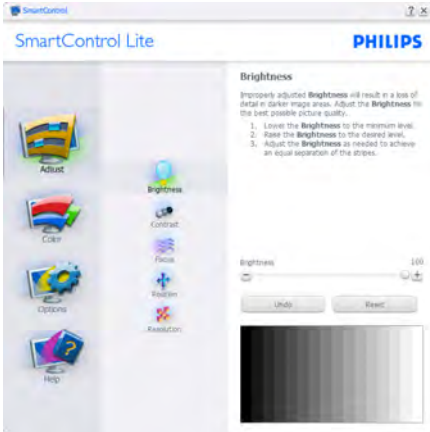 SmartControl
SmartControl Lite
PHILIPS
Adjust
Color
Options
Help
Brightness
Contrast
Focus
Position
Resolution
Brightness
Improperly adjusted Brightness will result in a loss of
detail in darker image areas. Adjust the Brightness for
the best possible picture quality.
1. Lower the Brightness to the minimum level.
2. Raise the Brightness to the desired level.
3. Adjust the Brightness as needed to achieve
an equal separation of the stripes.
Brightness 100
Undo Reset